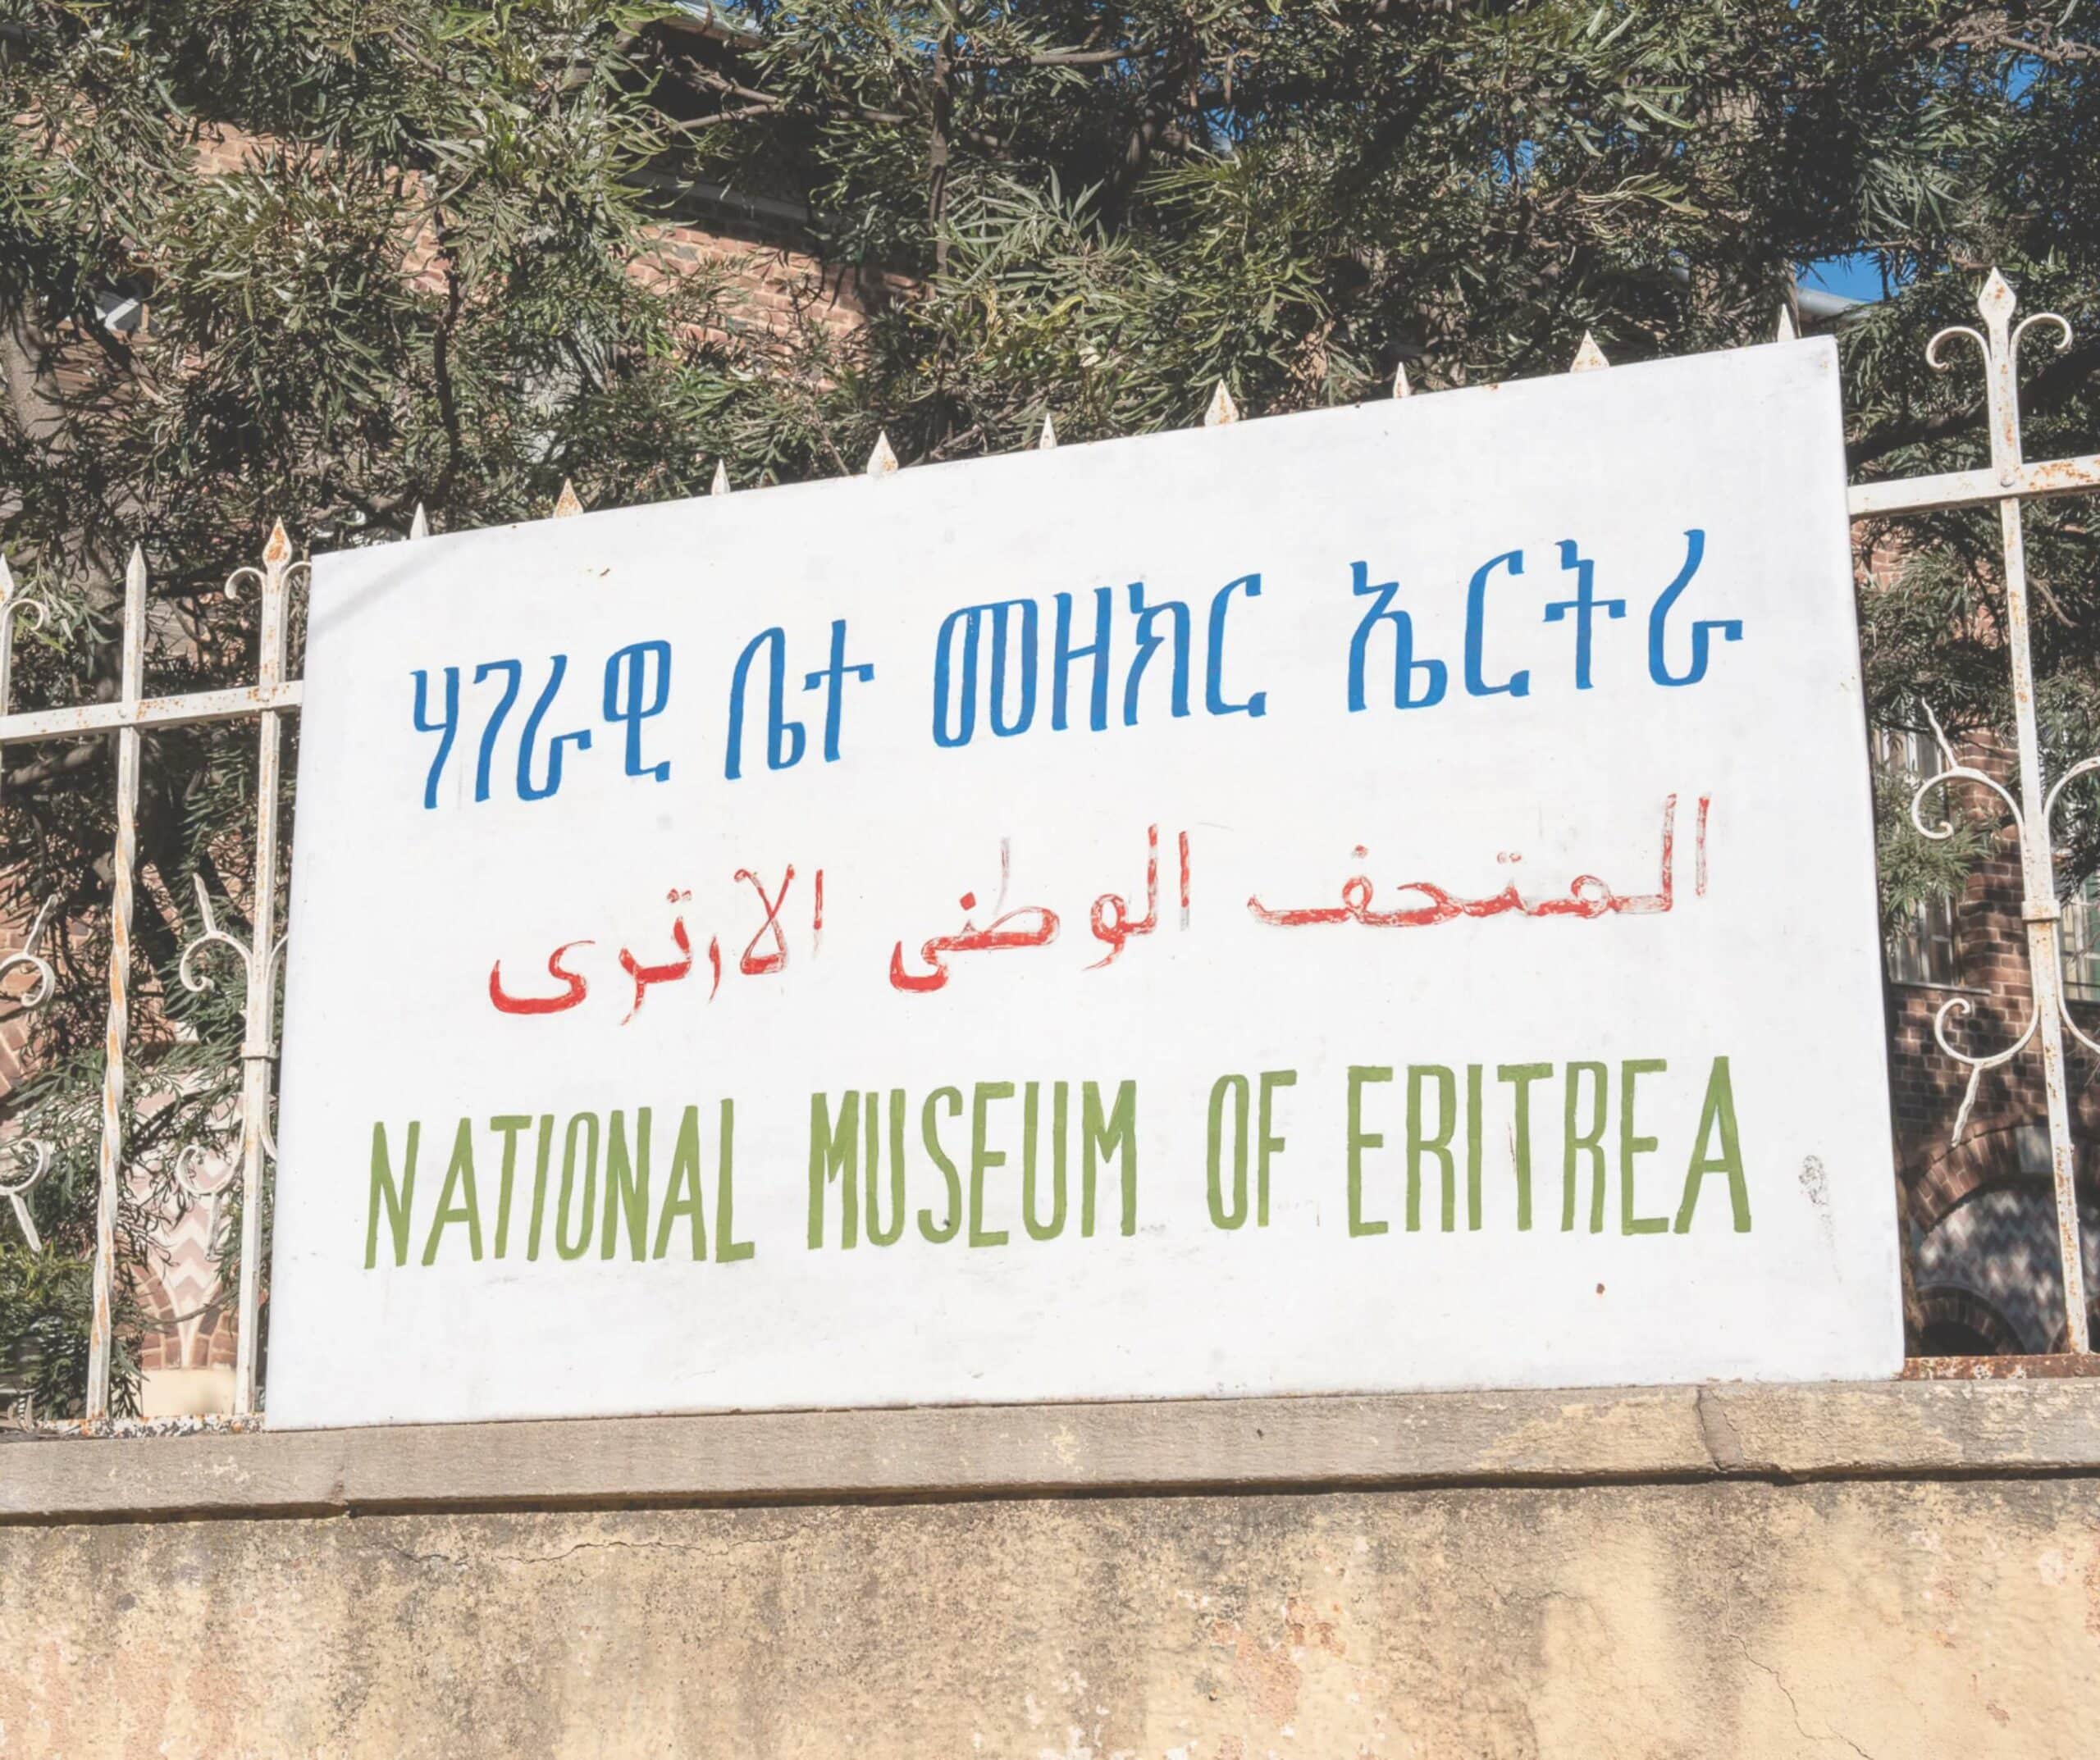 ሃገራዊ ቤተ መዘክር ኤርትራ
المتحف الوطنى الارترى
NATIONAL MUSEUM OF ERITREA